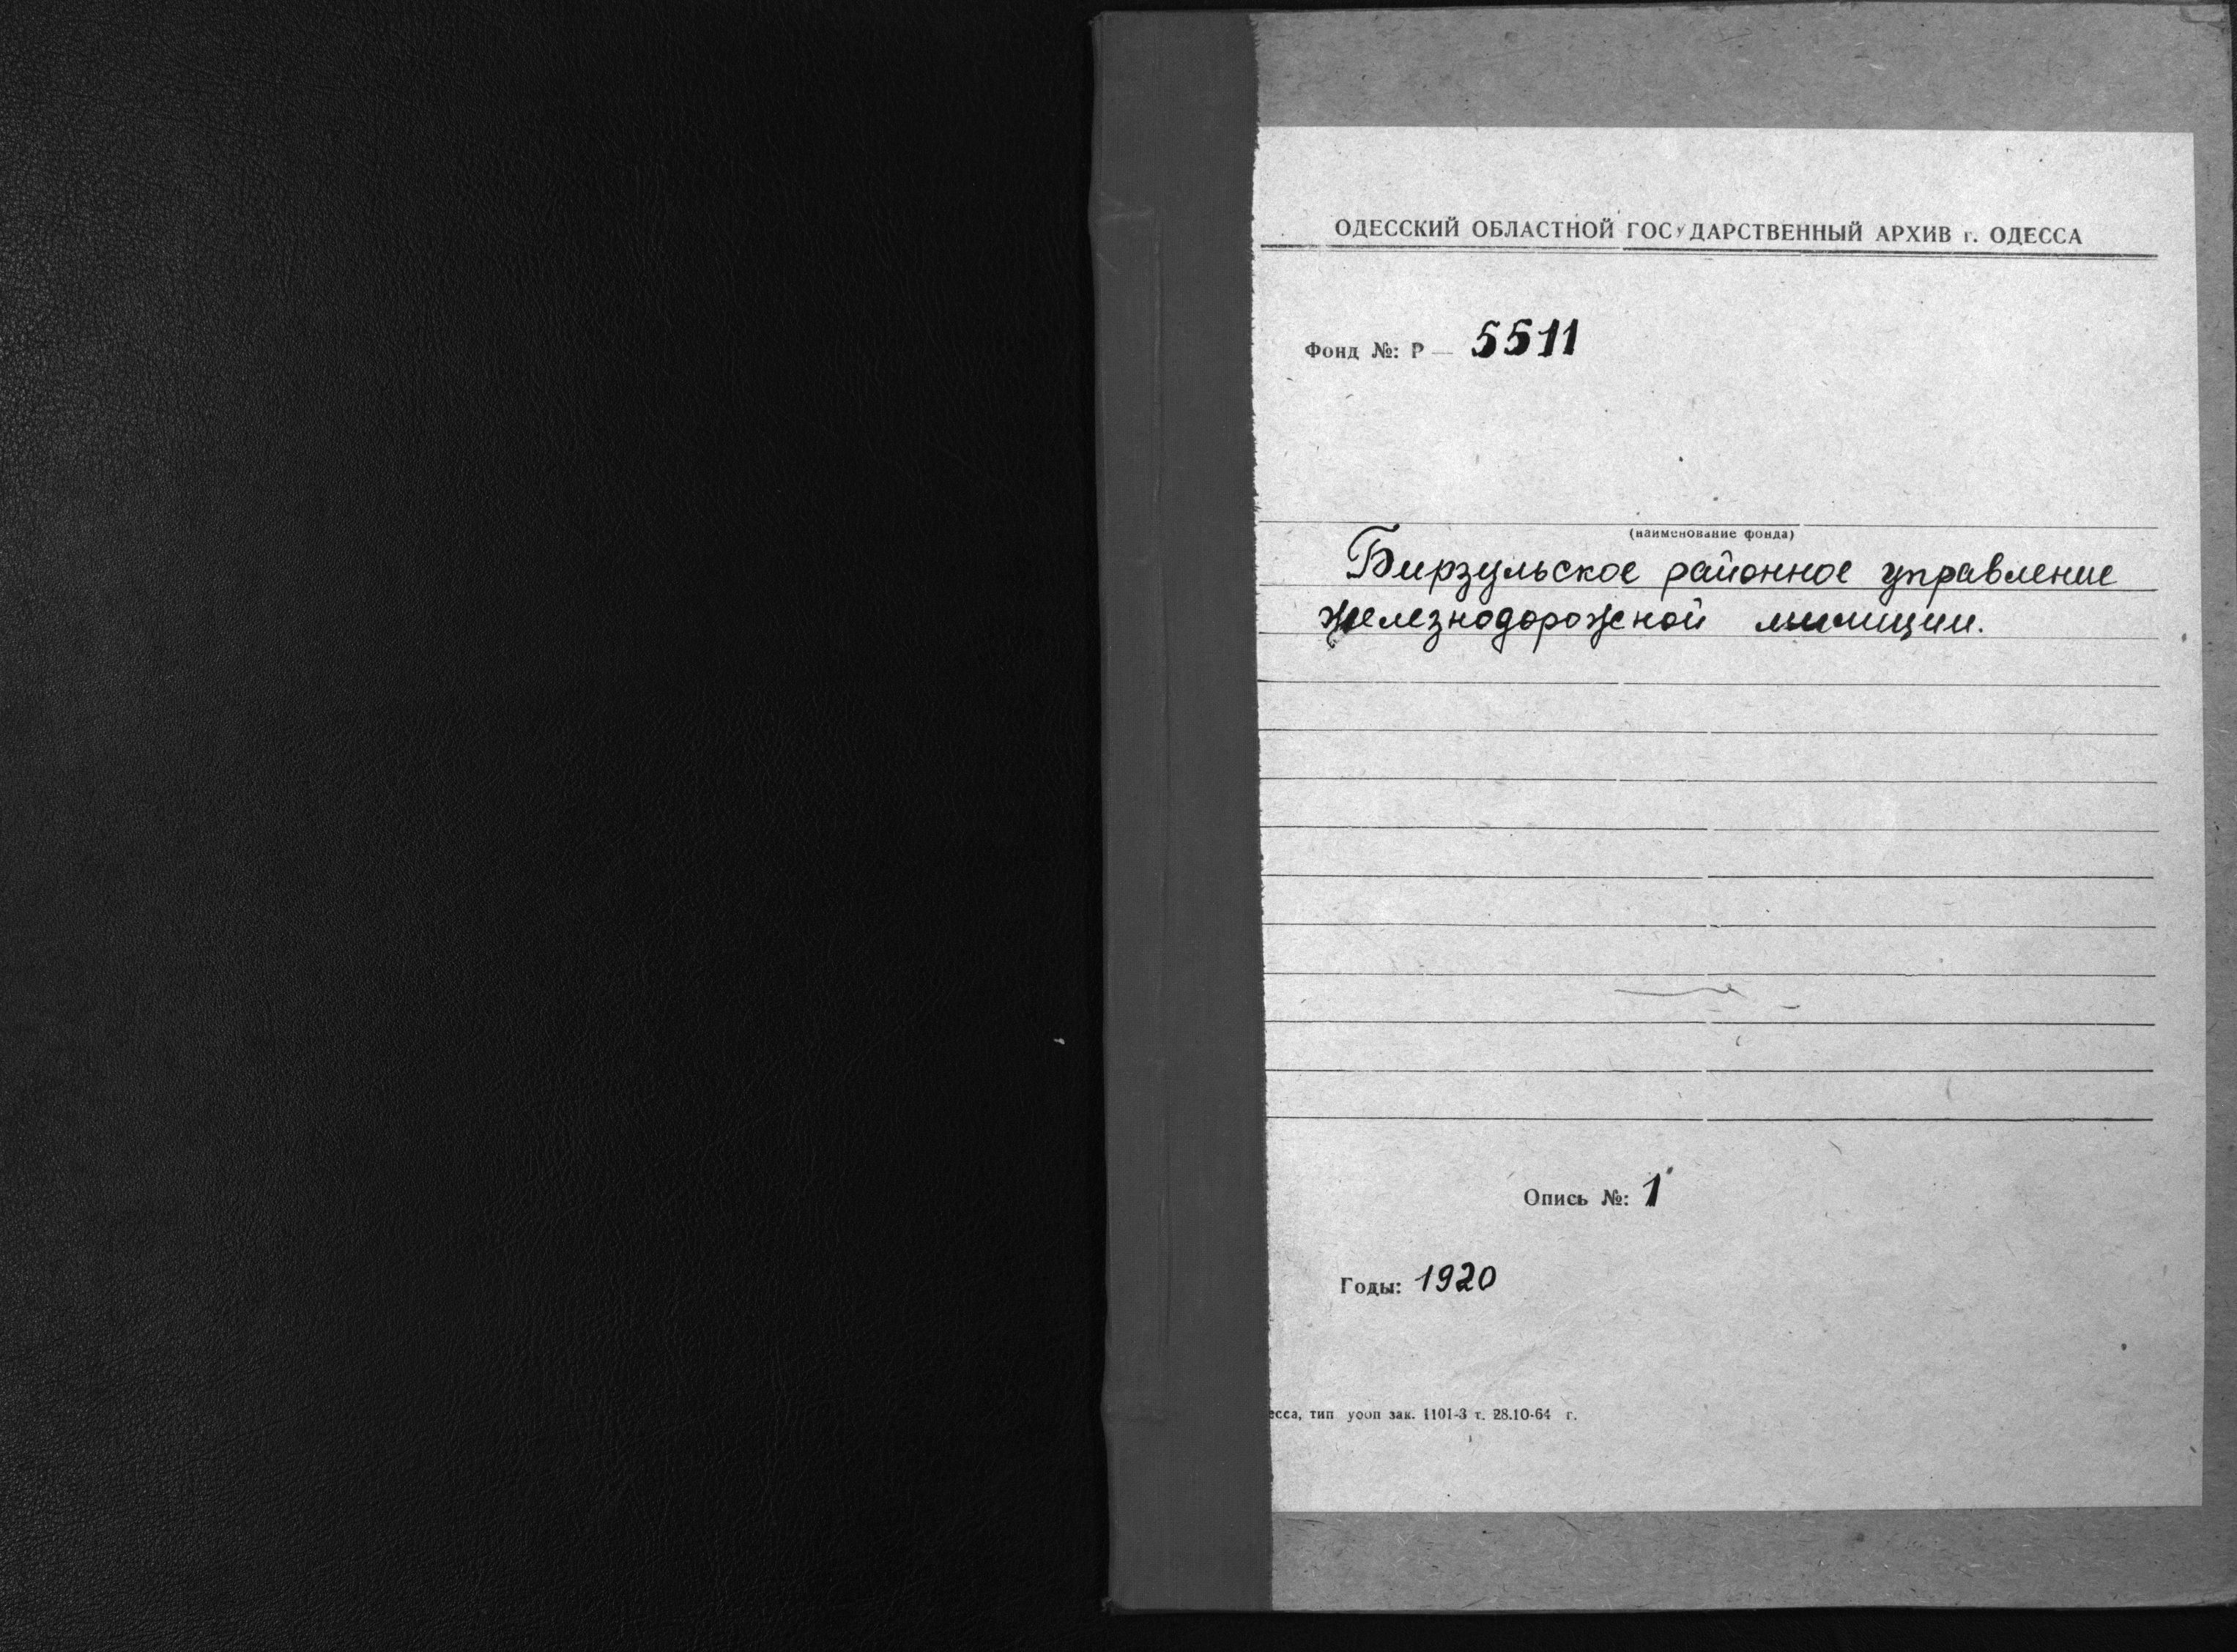 ОДЕССКИЙ ОБЛАСТНОЙ ГОСУДАРСТВЕННЫЙ АРХИВ г. ОДЕССА
Фонд №: Р — 5511
(наименование фонда)
Бирзульское районное управление
железнодорожной милиции.
Опись №: 1
Годы: 1920
есса, тип уооп зак. 1101-3 т. 28.10-64 г.